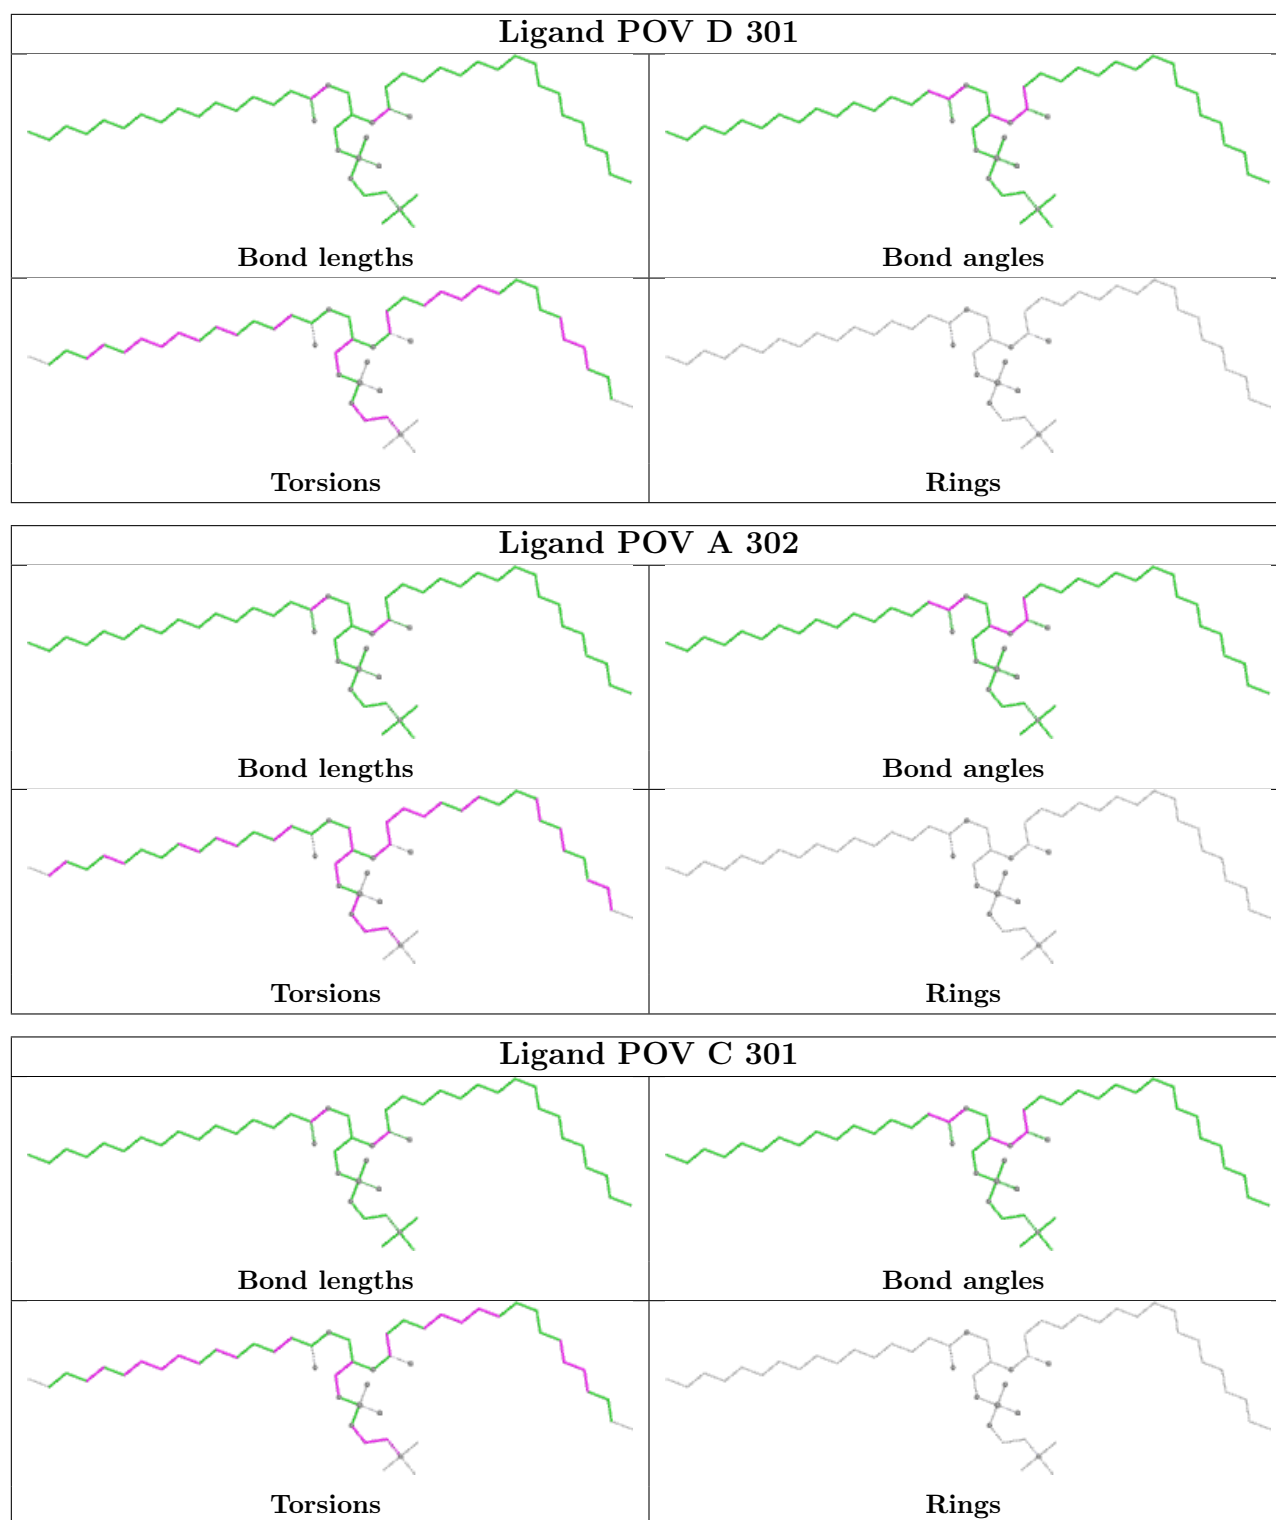 Ligand POV D 301
Bond lengths
Bond angles
Torsions
Rings
Ligand POV A 302
Bond lengths
Bond angles
Torsions
Rings
Ligand POV C 301
Bond lengths
Bond angles
Torsions
Rings